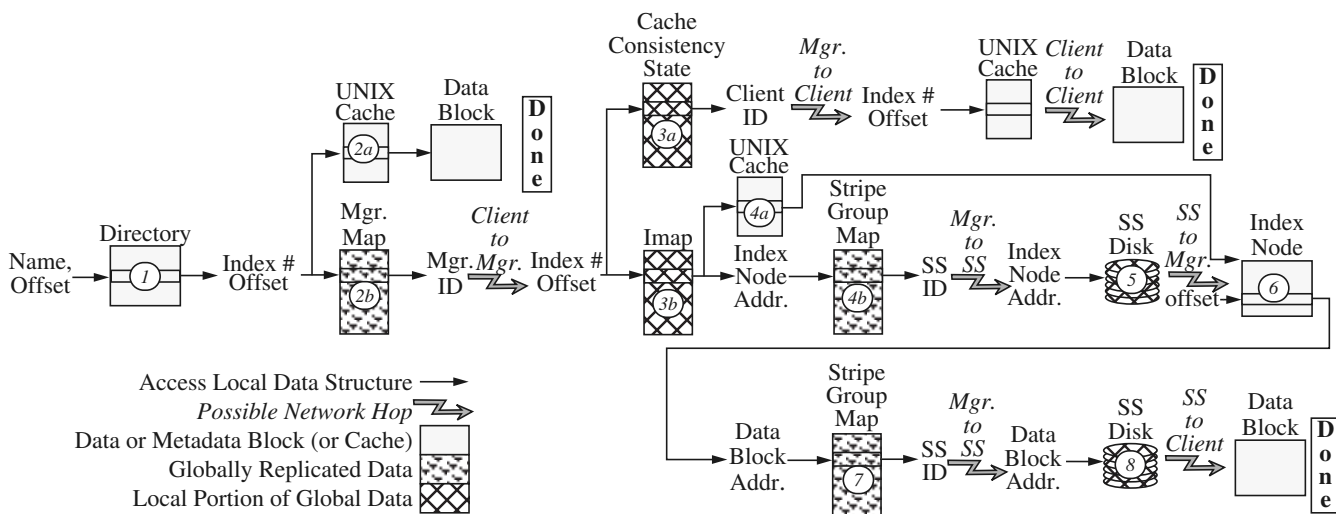 Cache
Consistency
State
3a
Client
ID
Mgr.
to
Client
Index #
Offset
UNIX
Cache
Client
to
Client
Data
Block
Done
UNIX
Cache
2a
Data
Block
Done
Name,
Offset
Directory
1
Index #
Offset
Mgr.
Map
2b
Mgr.
ID
Client
to
Mgr.
Index #
Offset
Imap
3b
UNIX
Cache
4a
Index
Node
Addr.
Stripe
Group
Map
4b
SS
ID
Mgr.
to
SS
Index
Node
Addr.
SS
Disk
5
SS
to
Mgr.
offset
Index
Node
6
Access Local Data Structure
Possible Network Hop
Data or Metadata Block (or Cache)
Globally Replicated Data
Local Portion of Global Data
Data
Block
Addr.
Stripe
Group
Map
7
SS
ID
Mgr.
to
SS
Data
Block
Addr.
SS
Disk
8
SS
to
Client
Data
Block
Done